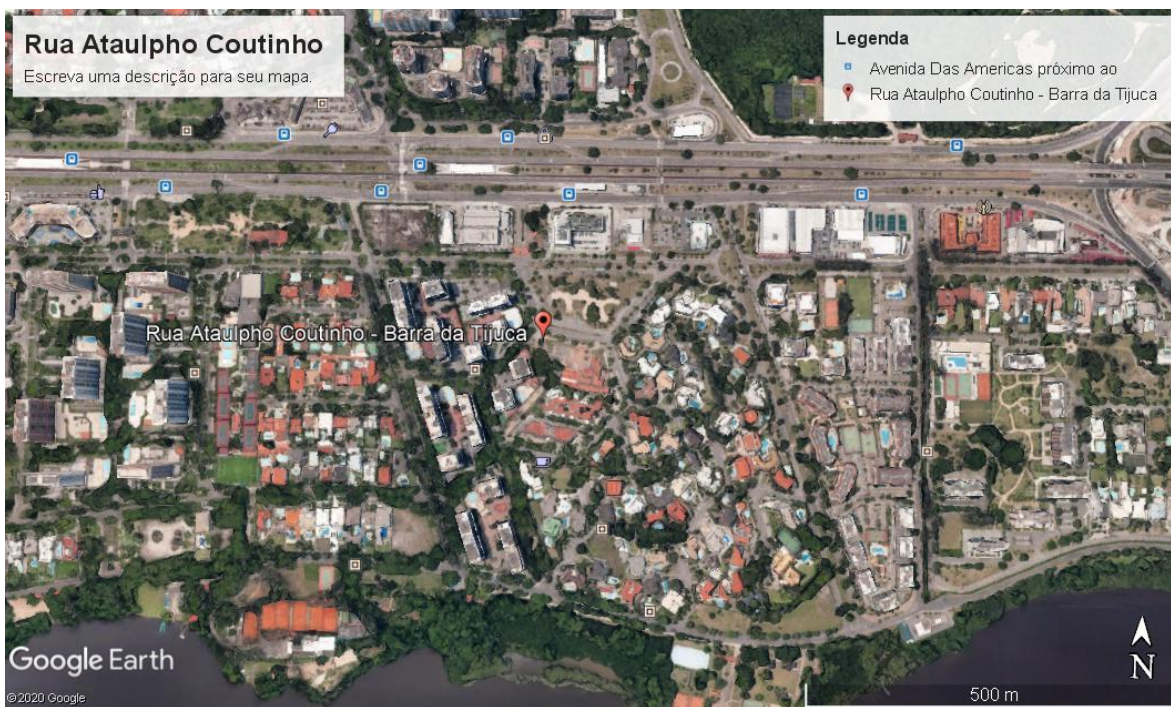 Rua Ataulpho Coutinho
Escreva uma descrição para seu mapa.
Legenda
Avenida Das Americas próximo ao
Rua Ataulpho Coutinho - Barra da Tijuca
Rua Ataulpho Coutinho - Barra da Tijuca
N
Google Earth
©2020 Google
500 m